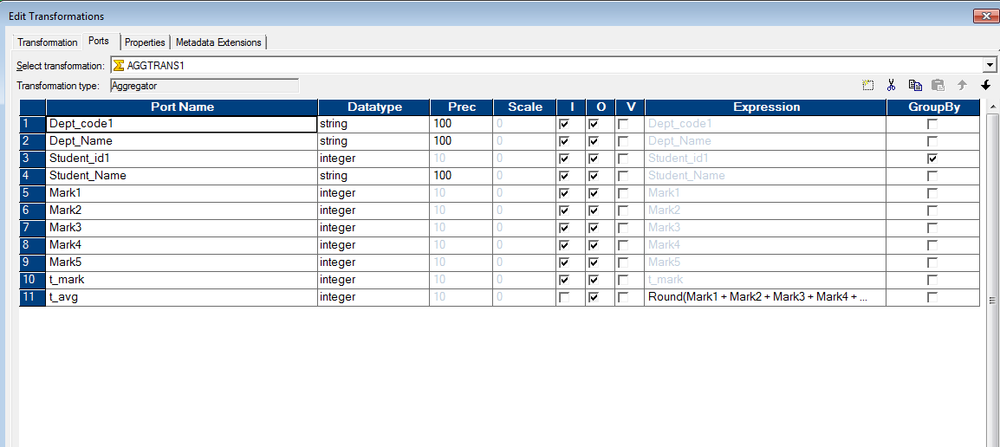 Edit Transformations
Transformation Ports Properties Metadata Extensions
Select transformation: AGGTRANS1
Transformation type: Aggregator
Port Name Datatype Prec Scale I O V Expression GroupBy
1 Dept_code1 string 100 0 Dept_code1
2 Dept_Name string 100 0 Dept_Name
3 Student_id1 integer 10 0 Student_id1
4 Student_Name string 100 0 Student_Name
5 Mark1 integer 10 0 Mark1
6 Mark2 integer 10 0 Mark2
7 Mark3 integer 10 0 Mark3
8 Mark4 integer 10 0 Mark4
9 Mark5 integer 10 0 Mark5
10 t_mark integer 10 0 t_mark
11 t_avg integer 10 0 Round(Mark1 + Mark2 + Mark3 + Mark4 + ...